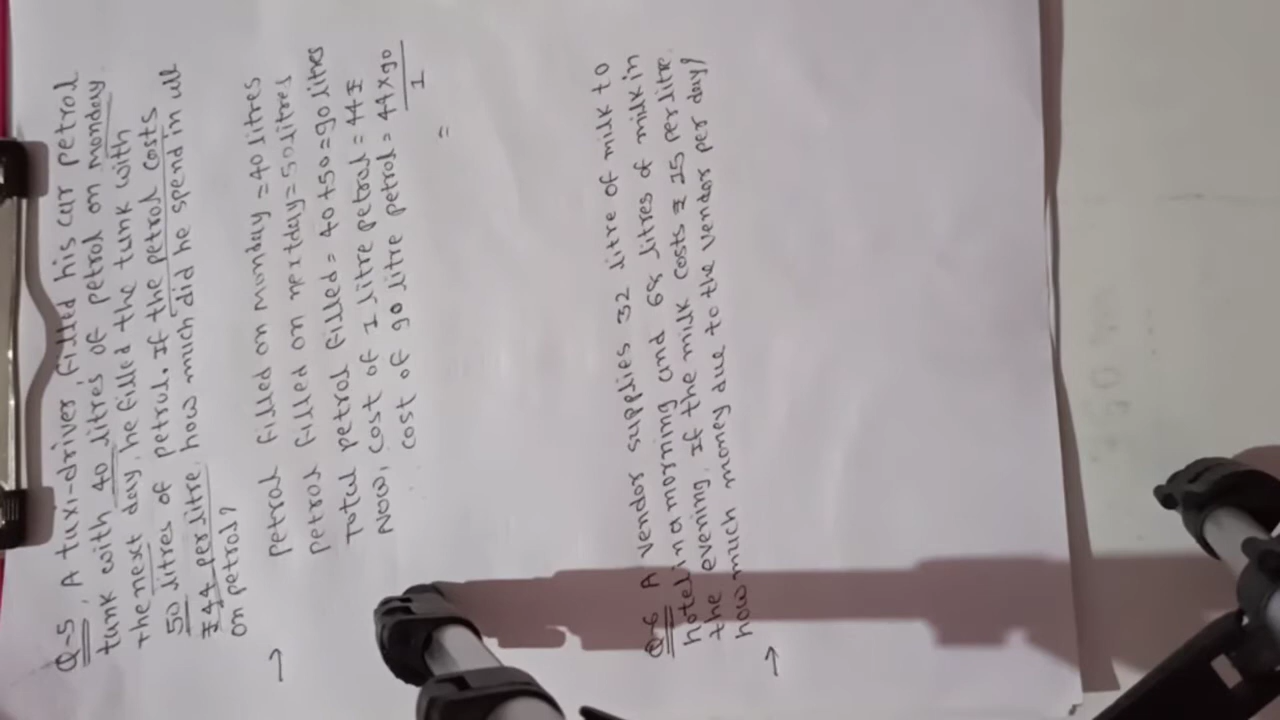 Q-5. A taxi-driver, filled his car petrol
tank with 40 litres of petrol on monday
the next day, he filled the tank with
50 litres of petrol. If the petrol costs
₹44 per litre, how much did he spend in all
on petrol?
→ petrol filled on monday = 40 litres
petrol filled on next day = 50 litres
Total petrol filled = 40 + 50 = 90 litres
Now, cost of 1 litre petrol = 44 ₹
cost of 90 litre petrol = 44 × 90 / 1
=
Q-6 A vendor supplies 32 litre of milk to
hotel in a morning and 68 litres of milk in
the evening. If the milk costs ₹ 15 per litre.
how much money due to the vendor per day?
→